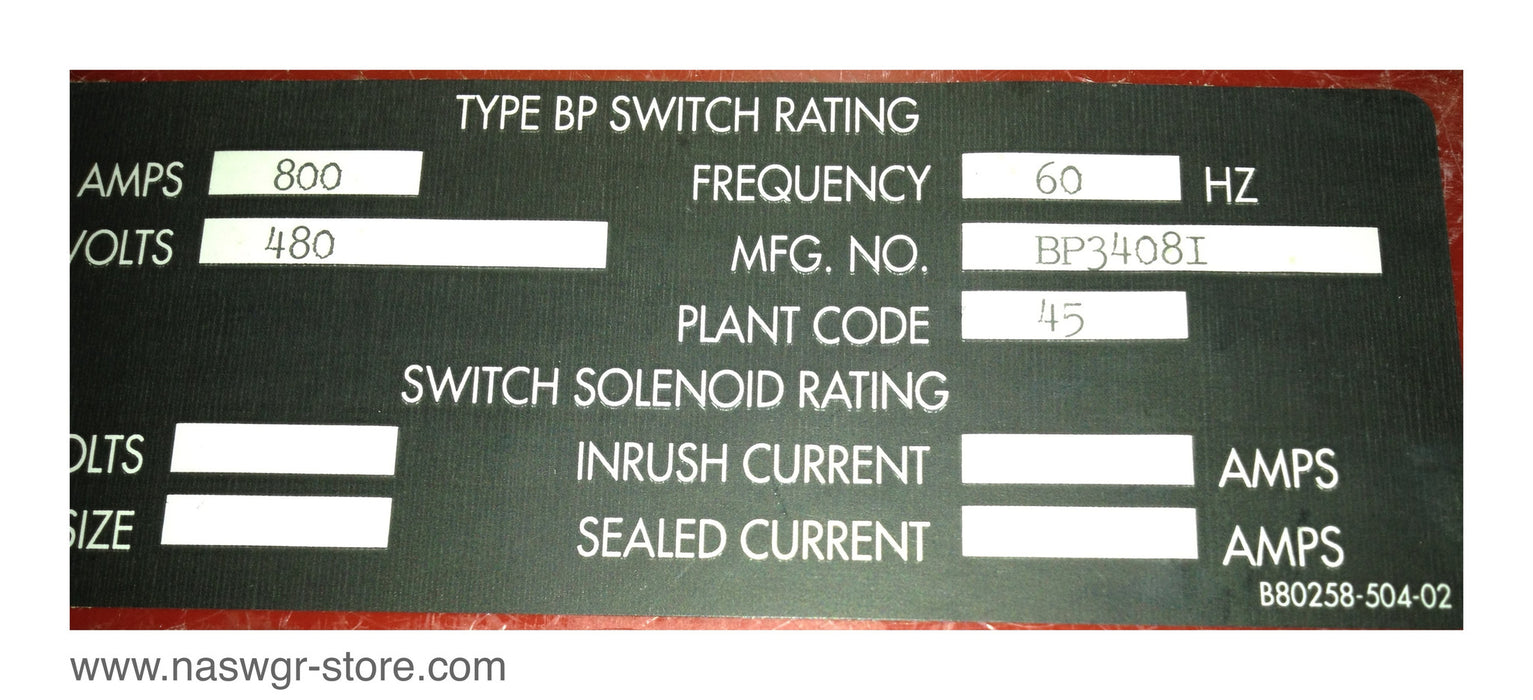 TYPE BP SWITCH RATING
AMPS 800 FREQUENCY 60 HZ
VOLTS 480 MFG. NO. BP3408I
PLANT CODE 45
SWITCH SOLENOID RATING
OLTS INRUSH CURRENT AMPS
SIZE SEALED CURRENT AMPS
B80258-504-02
www.naswgr-store.com